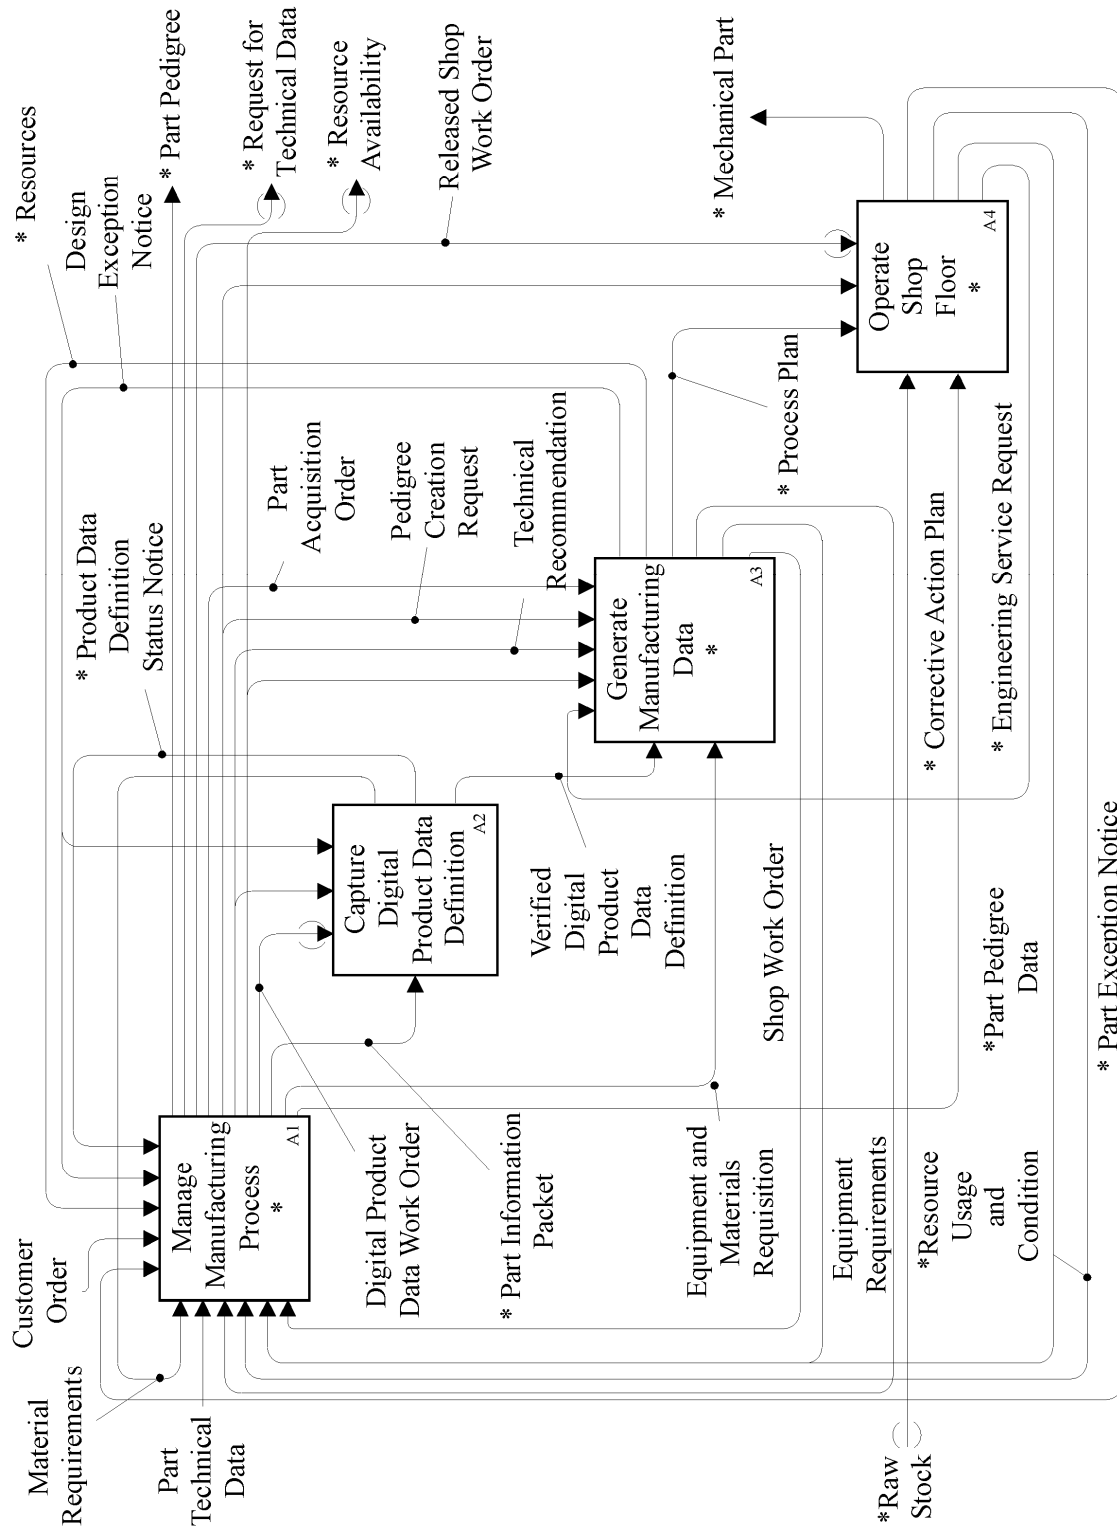 * Resources
Design
Exception
Notice
* Part Pedigree
* Request for
Technical Data
* Resource
Availability
Released Shop
Work Order
* Mechanical Part
* Product Data
Definition
Status Notice
Part
Acquisition
Order
Pedigree
Creation
Request
Technical
Recommendation
* Process Plan
Customer
Order
Material
Requirements
Part
Technical
Data
Manage
Manufacturing
Process
*
A1
Capture
Digital
Product Data
Definition
A2
Generate
Manufacturing
Data
*
A3
Operate
Shop
Floor
*
A4
Digital Product
Data Work Order
* Part Information
Packet
Verified
Digital
Product
Data
Definition
Equipment and
Materials
Requisition
Shop Work Order
Equipment
Requirements
* Corrective Action Plan
* Engineering Service Request
*Resource
Usage
and
Condition
*Part Pedigree
Data
* Part Exception Notice
*Raw
Stock